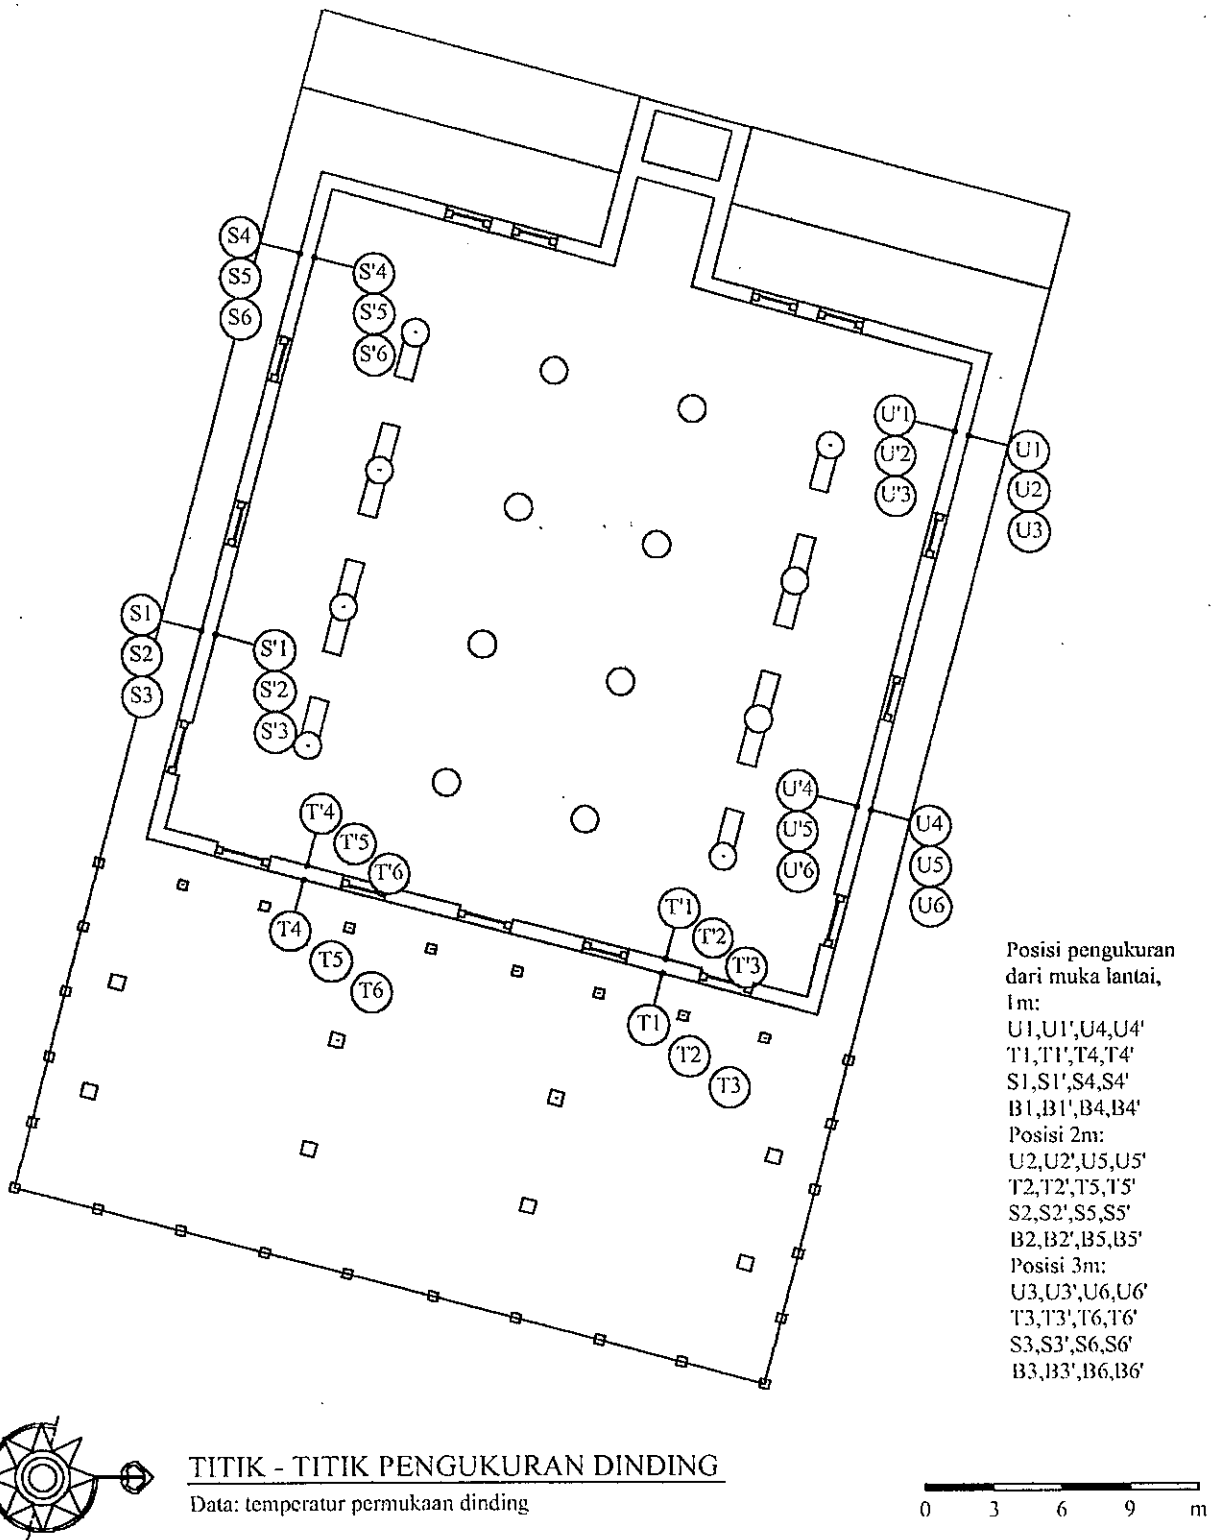 S4
S5
S6
S'4
S'5
S'6
U'1
U'2
U'3
U1
U2
U3
S1
S2
S3
S'1
S'2
S'3
T'4
T'5
T'6
U'4
U'5
U'6
U4
U5
U6
T4
T5
T6
T'1
T'2
T'3
T1
T2
T3
Posisi pengukuran
dari muka lantai,
1m:
U1,U1',U4,U4'
T1,T1',T4,T4'
S1,S1',S4,S4'
B1,B1',B4,B4'
Posisi 2m:
U2,U2',U5,U5'
T2,T2',T5,T5'
S2,S2',S5,S5'
B2,B2',B5,B5'
Posisi 3m:
U3,U3',U6,U6'
T3,T3',T6,T6'
S3,S3',S6,S6'
B3,B3',B6,B6'
TITIK - TITIK PENGUKURAN DINDING
Data: temperatur permukaan dinding
0 3 6 9 m